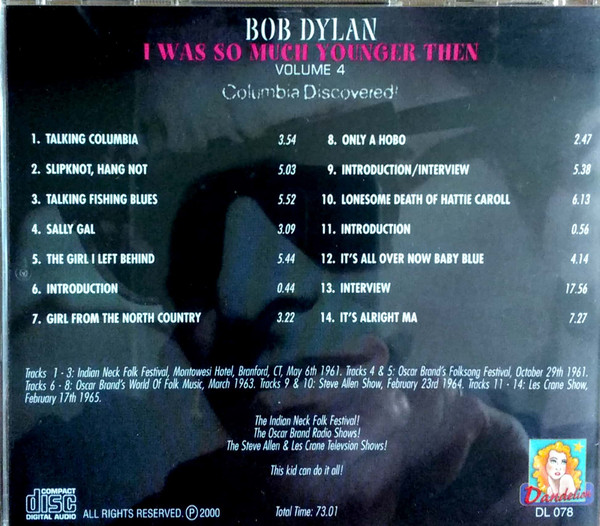 BOB DYLAN
I WAS SO MUCH YOUNGER THEN
VOLUME 4
Columbia Discovered!
1. TALKING COLUMBIA 3.54
2. SLIPKNOT, HANG NOT 5.03
3. TALKING FISHING BLUES 5.52
4. SALLY GAL 3.09
5. THE GIRL I LEFT BEHIND 5.44
6. INTRODUCTION 0.44
7. GIRL FROM THE NORTH COUNTRY 3.22
8. ONLY A HOBO 2.47
9. INTRODUCTION/INTERVIEW 5.38
10. LONESOME DEATH OF HATTIE CAROLL 6.13
11. INTRODUCTION 0.56
12. IT'S ALL OVER NOW BABY BLUE 4.14
13. INTERVIEW 17.56
14. IT'S ALRIGHT MA 7.27
Tracks 1 - 3: Indian Neck Folk Festival, Montowesi Hotel, Branford, CT, May 6th 1961. Tracks 4 & 5: Oscar Brand's Folksong Festival, October 29th 1961.
Tracks 6 - 8: Oscar Brand's World Of Folk Music, March 1963. Tracks 9 & 10: Steve Allen Show, February 23rd 1964, Tracks 11 - 14: Les Crane Show,
February 17th 1965.
The Indian Neck Folk Festival!
The Oscar Brand Radio Shows!
The Steve Allen & Les Crane Televsion Shows!
This kid can do it all!
COMPACT
disc
DIGITAL AUDIO
ALL RIGHTS RESERVED. Ⓟ 2000
Total Time: 73.01
Dandelion
DL 078